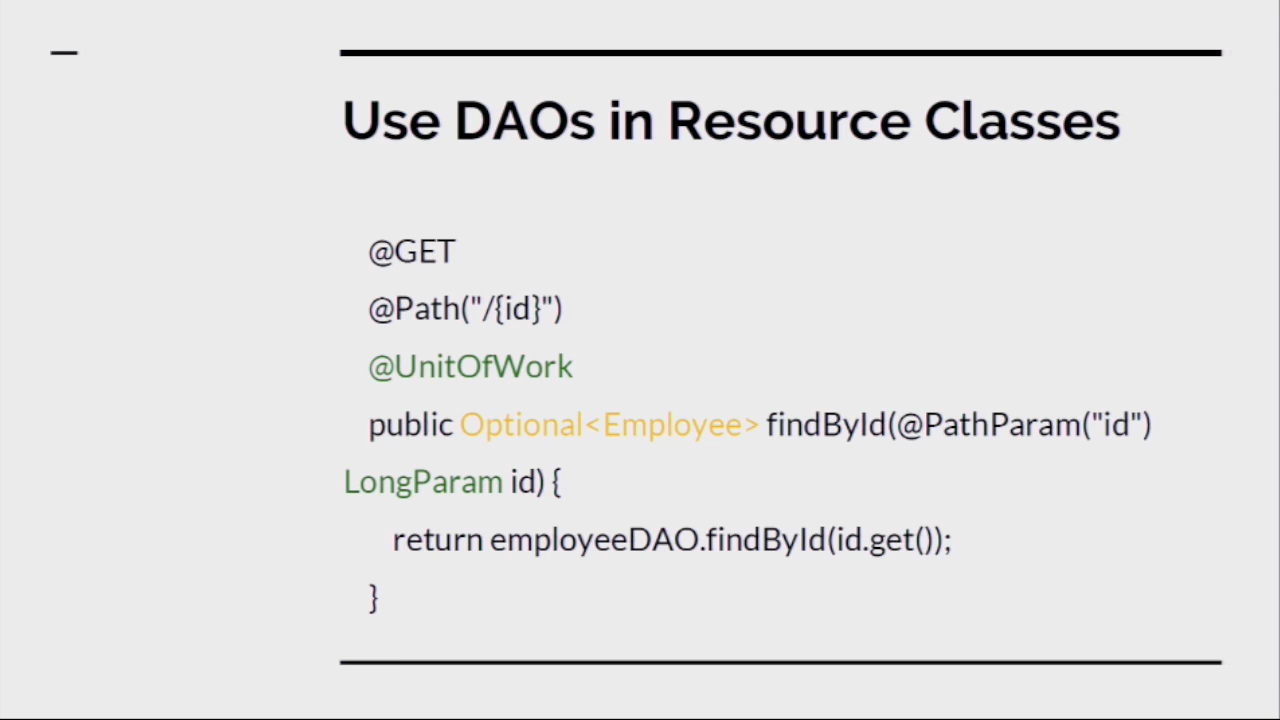 Use DAOs in Resource Classes
@GET
@Path("/{id}")
@UnitOfWork
public Optional<Employee> findById(@PathParam("id")
LongParam id) {
return employeeDAO.findById(id.get());
}